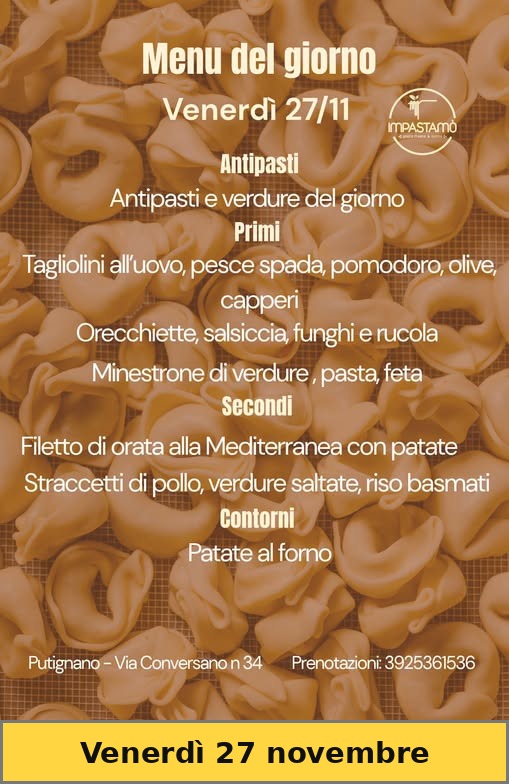 Menu del giorno
Venerdì 27/11
IMPASTAMÒ
Antipasti
Antipasti e verdure del giorno
Primi
Tagliolini all'uovo, pesce spada, pomodoro, olive,
capperi
Orecchiette, salsiccia, funghi e rucola
Minestrone di verdure , pasta, feta
Secondi
Filetto di orata alla Mediterranea con patate
Straccetti di pollo, verdure saltate, riso basmati
Contorni
Patate al forno
Putignano - Via Conversano n 34 Prenotazioni: 3925361536
Venerdì 27 novembre